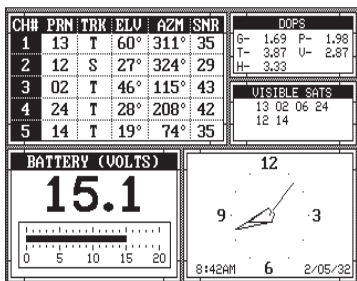 CH# PRN TRK ELV AZM SNR
1 13 T 60° 311° 35
2 12 S 27° 324° 29
3 02 T 46° 115° 43
4 24 T 28° 208° 42
5 14 T 19° 74° 35
DOPS
G- 1.69 P- 1.98
T- 3.87 V- 2.87
H- 3.33
VISIBLE SATS
13 02 06 24
12 14
BATTERY (VOLTS)
15.1
0 5 10 15 20
12
9 3
6
8:42AM 2/05/32